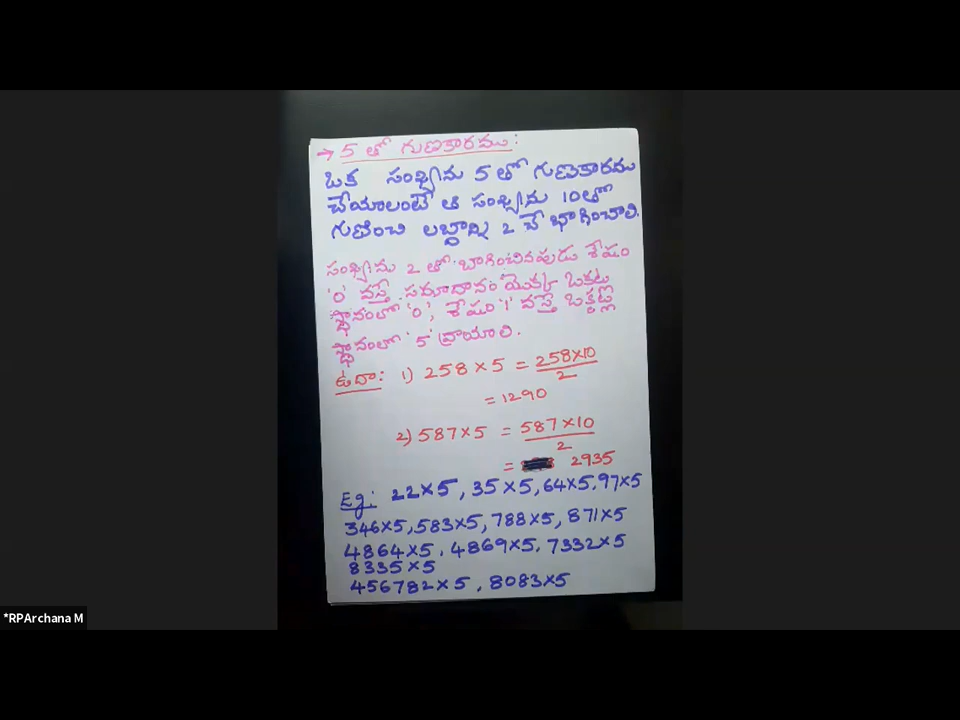 → 5 తో గుణకారము:
ఒక సంఖ్యను 5 తో గుణకారము
చేయాలంటే ఆ సంఖ్యను 10తో
గుణించి లబ్ధాన్ని 2 చే భాగించాలి.
సంఖ్యను 2 తో భాగించినపుడు శేషం
'0' వస్తే సమాదానం యొక్క ఒకట్ల
స్థానంలో '0', శేషం '1' వస్తే ఒకట్ల
స్థానంలో '5' వ్రాయాలి.
ఉదా: 1) 258 × 5 = 258×10
2
= 1290
2) 587×5 = 587×10
2
= 2935
Eg: 22×5, 35×5, 64×5, 97×5
346×5, 583×5, 788×5, 871×5
4864×5, 4869×5, 7332×5
8335×5
456782×5, 8083×5
*RPArchana M